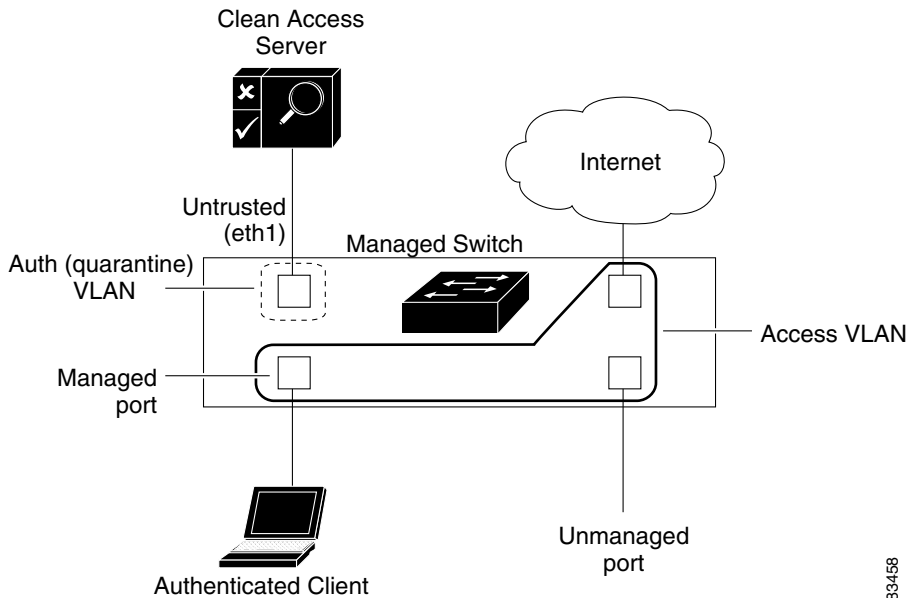 Clean Access
Server
Internet
Untrusted
(eth1)
Managed Switch
Auth (quarantine)
VLAN
Access VLAN
Managed
port
Unmanaged
port
Authenticated Client